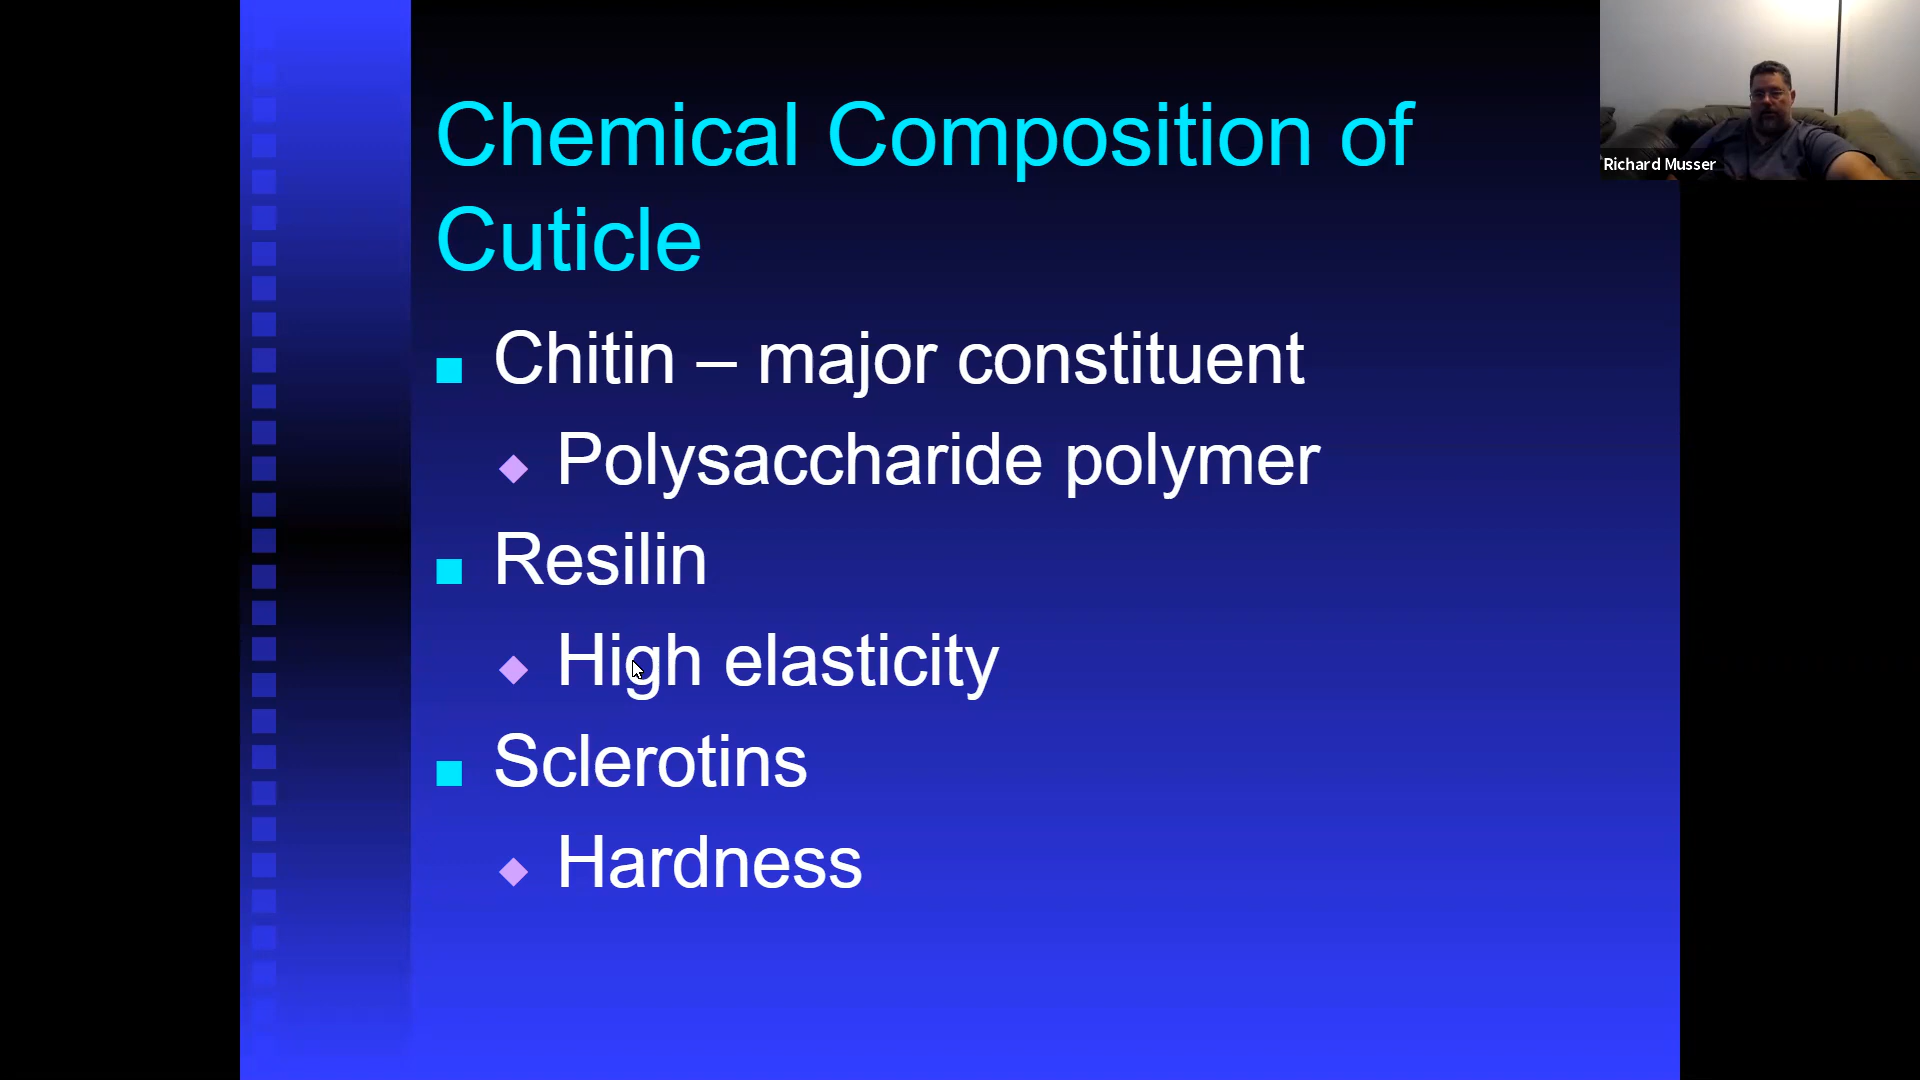 Chemical Composition of
Cuticle
Chitin – major constituent
Polysaccharide polymer
Resilin
High elasticity
Sclerotins
Hardness
Richard Musser